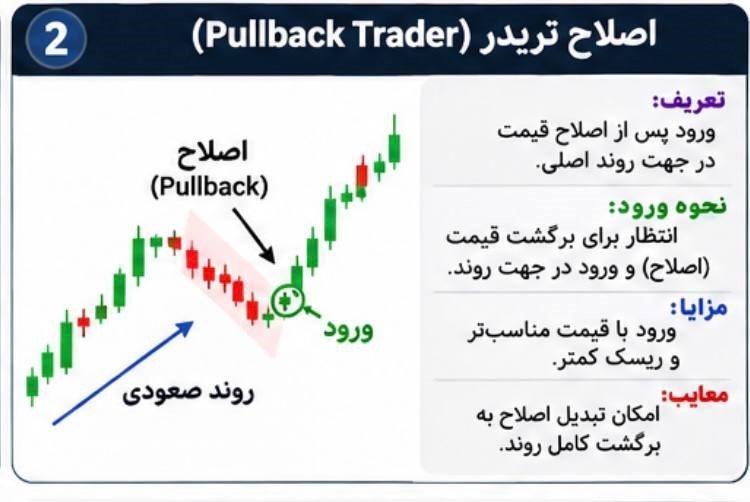 2
اصلاح تریدر (Pullback Trader)
اصلاح
(Pullback)
ورود
روند صعودی
تعریف:
ورود پس از اصلاح قیمت
در جهت روند اصلی.
نحوه ورود:
انتظار برای برگشت قیمت
(اصلاح) و ورود در جهت روند.
مزایا:
ورود با قیمت مناسب‌تر
و ریسک کمتر.
معایب:
امکان تبدیل اصلاح به
برگشت کامل روند.